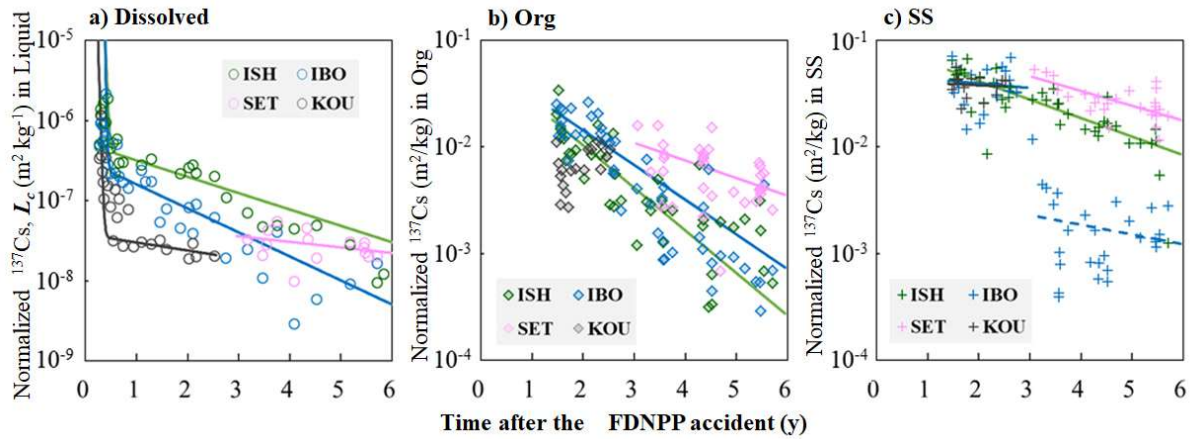 a) Dissolved
Normalized ¹³⁷Cs, L, (m² kg⁻¹) in Liquid
10⁻⁵
10⁻⁶
10⁻⁷
10⁻⁸
10⁻⁹
ISH IBO
SET KOU
0 1 2 3 4 5 6
b) Org
Normalized ¹³⁷Cs (m²/kg) in Org
10⁻¹
10⁻²
10⁻³
10⁻⁴
ISH IBO
SET KOU
0 1 2 3 4 5 6
c) SS
Normalized ¹³⁷Cs (m²/kg) in SS
10⁻¹
10⁻²
10⁻³
10⁻⁴
ISH IBO
SET KOU
0 1 2 3 4 5 6
Time after the FDNPP accident (y)